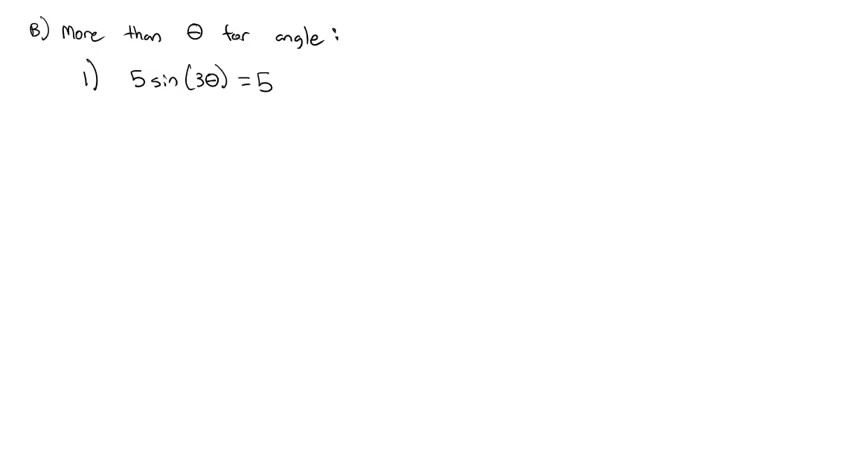 B) More than θ for angle:
1) 5 sin(3θ) = 5